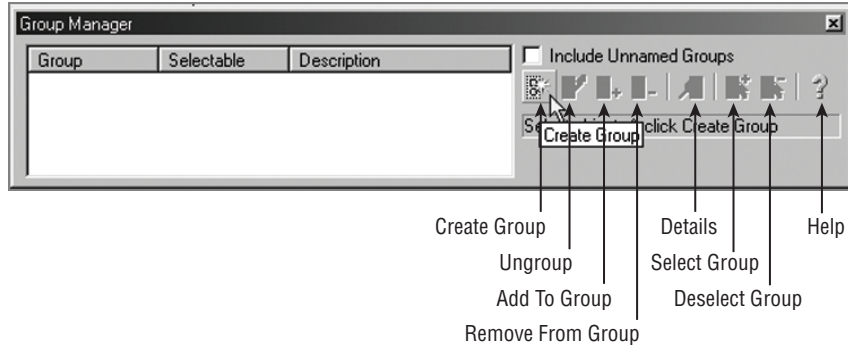 Group Manager
Group Selectable Description
Include Unnamed Groups
click Create Group
Create Group
Create Group Details Help
Ungroup Select Group
Add To Group Deselect Group
Remove From Group